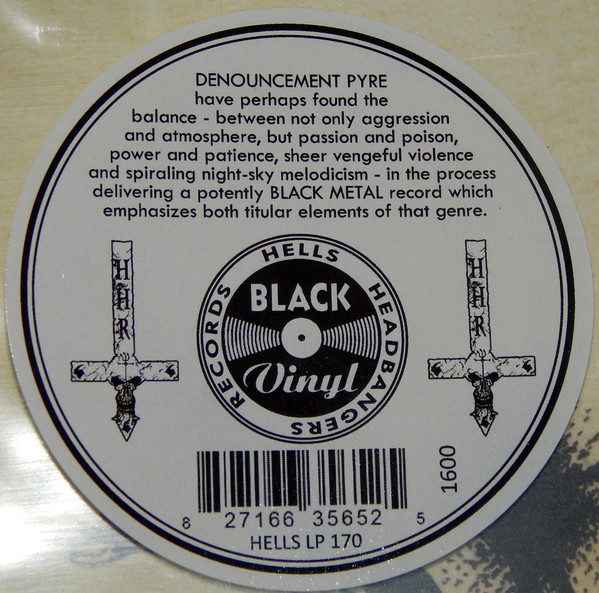 DENOUNCEMENT PYRE
have perhaps found the
balance - between not only aggression
and atmosphere, but passion and poison,
power and patience, sheer vengeful violence
and spiraling night-sky melodicism - in the process
delivering a potently BLACK METAL record which
emphasizes both titular elements of that genre.
HHR
HELLS HEADBANGERS RECORDS
BLACK
Vinyl
HHR
1600
8 27166 35652 5
HELLS LP 170